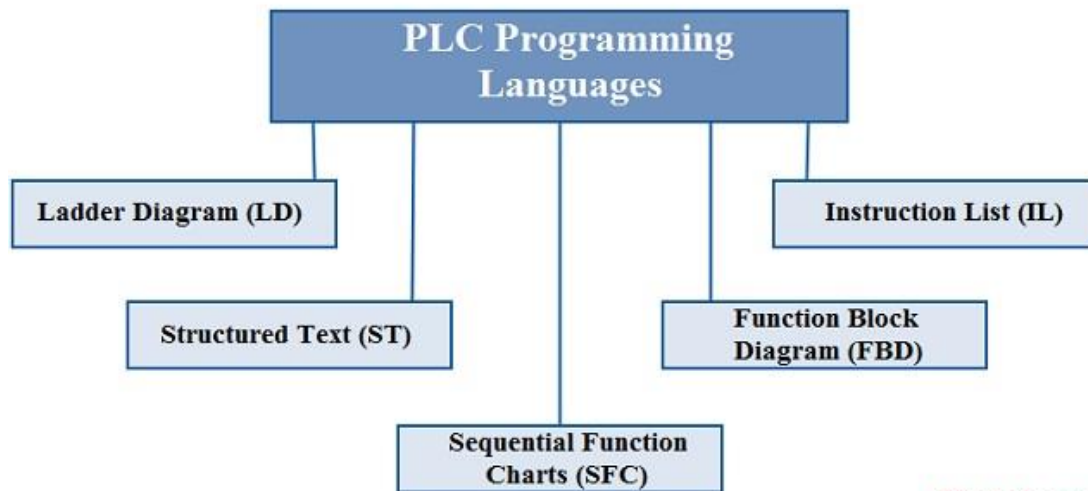 PLC Programming
Languages
Ladder Diagram (LD)
Instruction List (IL)
Structured Text (ST)
Function Block
Diagram (FBD)
Sequential Function
Charts (SFC)